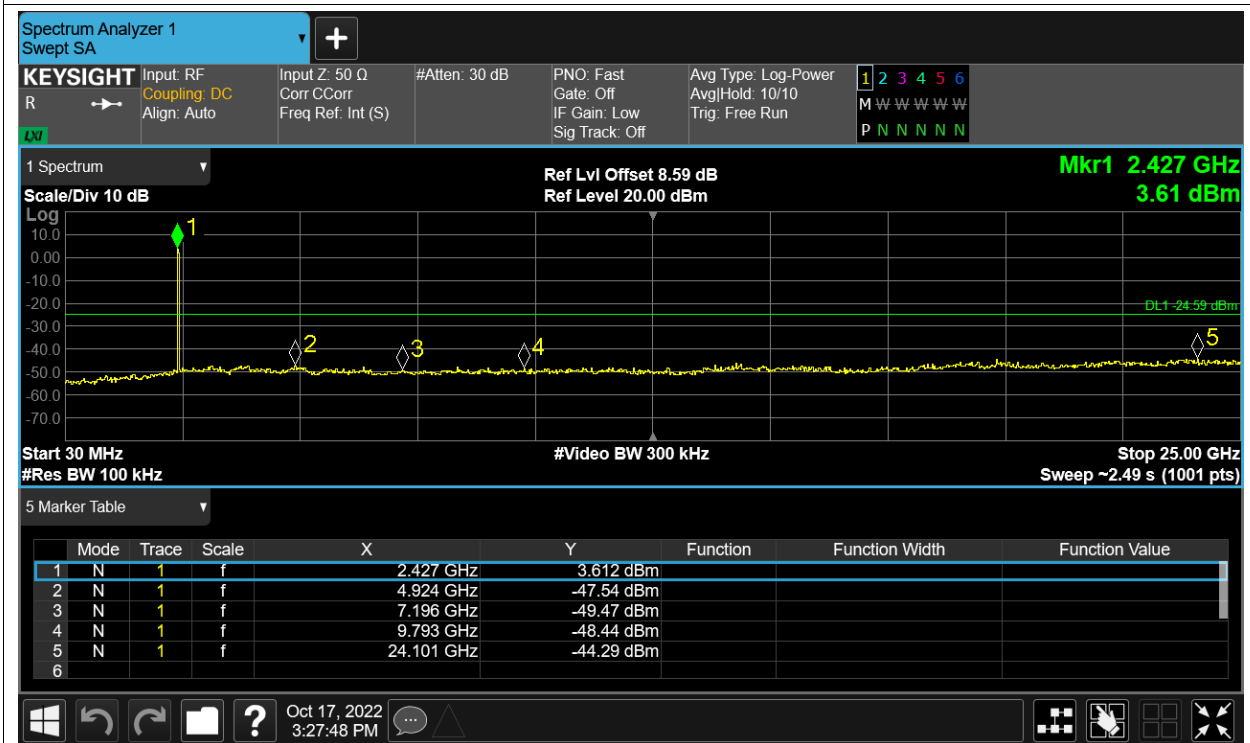 Spectrum Analyzer 1
Swept SA
KEYSIGHT Input: RF Input Z: 50 Ω #Atten: 30 dB PNO: Fast Avg Type: Log-Power 1 2 3 4 5 6
R Coupling: DC Corr CCorr Gate: Off Avg|Hold: 10/10 M W W W W W
Align: Auto Freq Ref: Int (S) IF Gain: Low Trig: Free Run
LXI Sig Track: Off P N N N N N
1 Spectrum Ref Lvl Offset 8.59 dB Mkr1 2.427 GHz
Scale/Div 10 dB Ref Level 20.00 dBm 3.61 dBm
Log
1
10.0
0.00
-10.0
-20.0
DL1 -24.59 dBm
-30.0
2 3 4 5
-40.0
-50.0
-60.0
-70.0
Start 30 MHz #Video BW 300 kHz Stop 25.00 GHz
#Res BW 100 kHz Sweep ~2.49 s (1001 pts)
5 Marker Table
Mode Trace Scale X Y Function Function Width Function Value
1 N 1 f 2.427 GHz 3.612 dBm
2 N 1 f 4.924 GHz -47.54 dBm
3 N 1 f 7.196 GHz -49.47 dBm
4 N 1 f 9.793 GHz -48.44 dBm
5 N 1 f 24.101 GHz -44.29 dBm
6
? Oct 17, 2022
3:27:48 PM